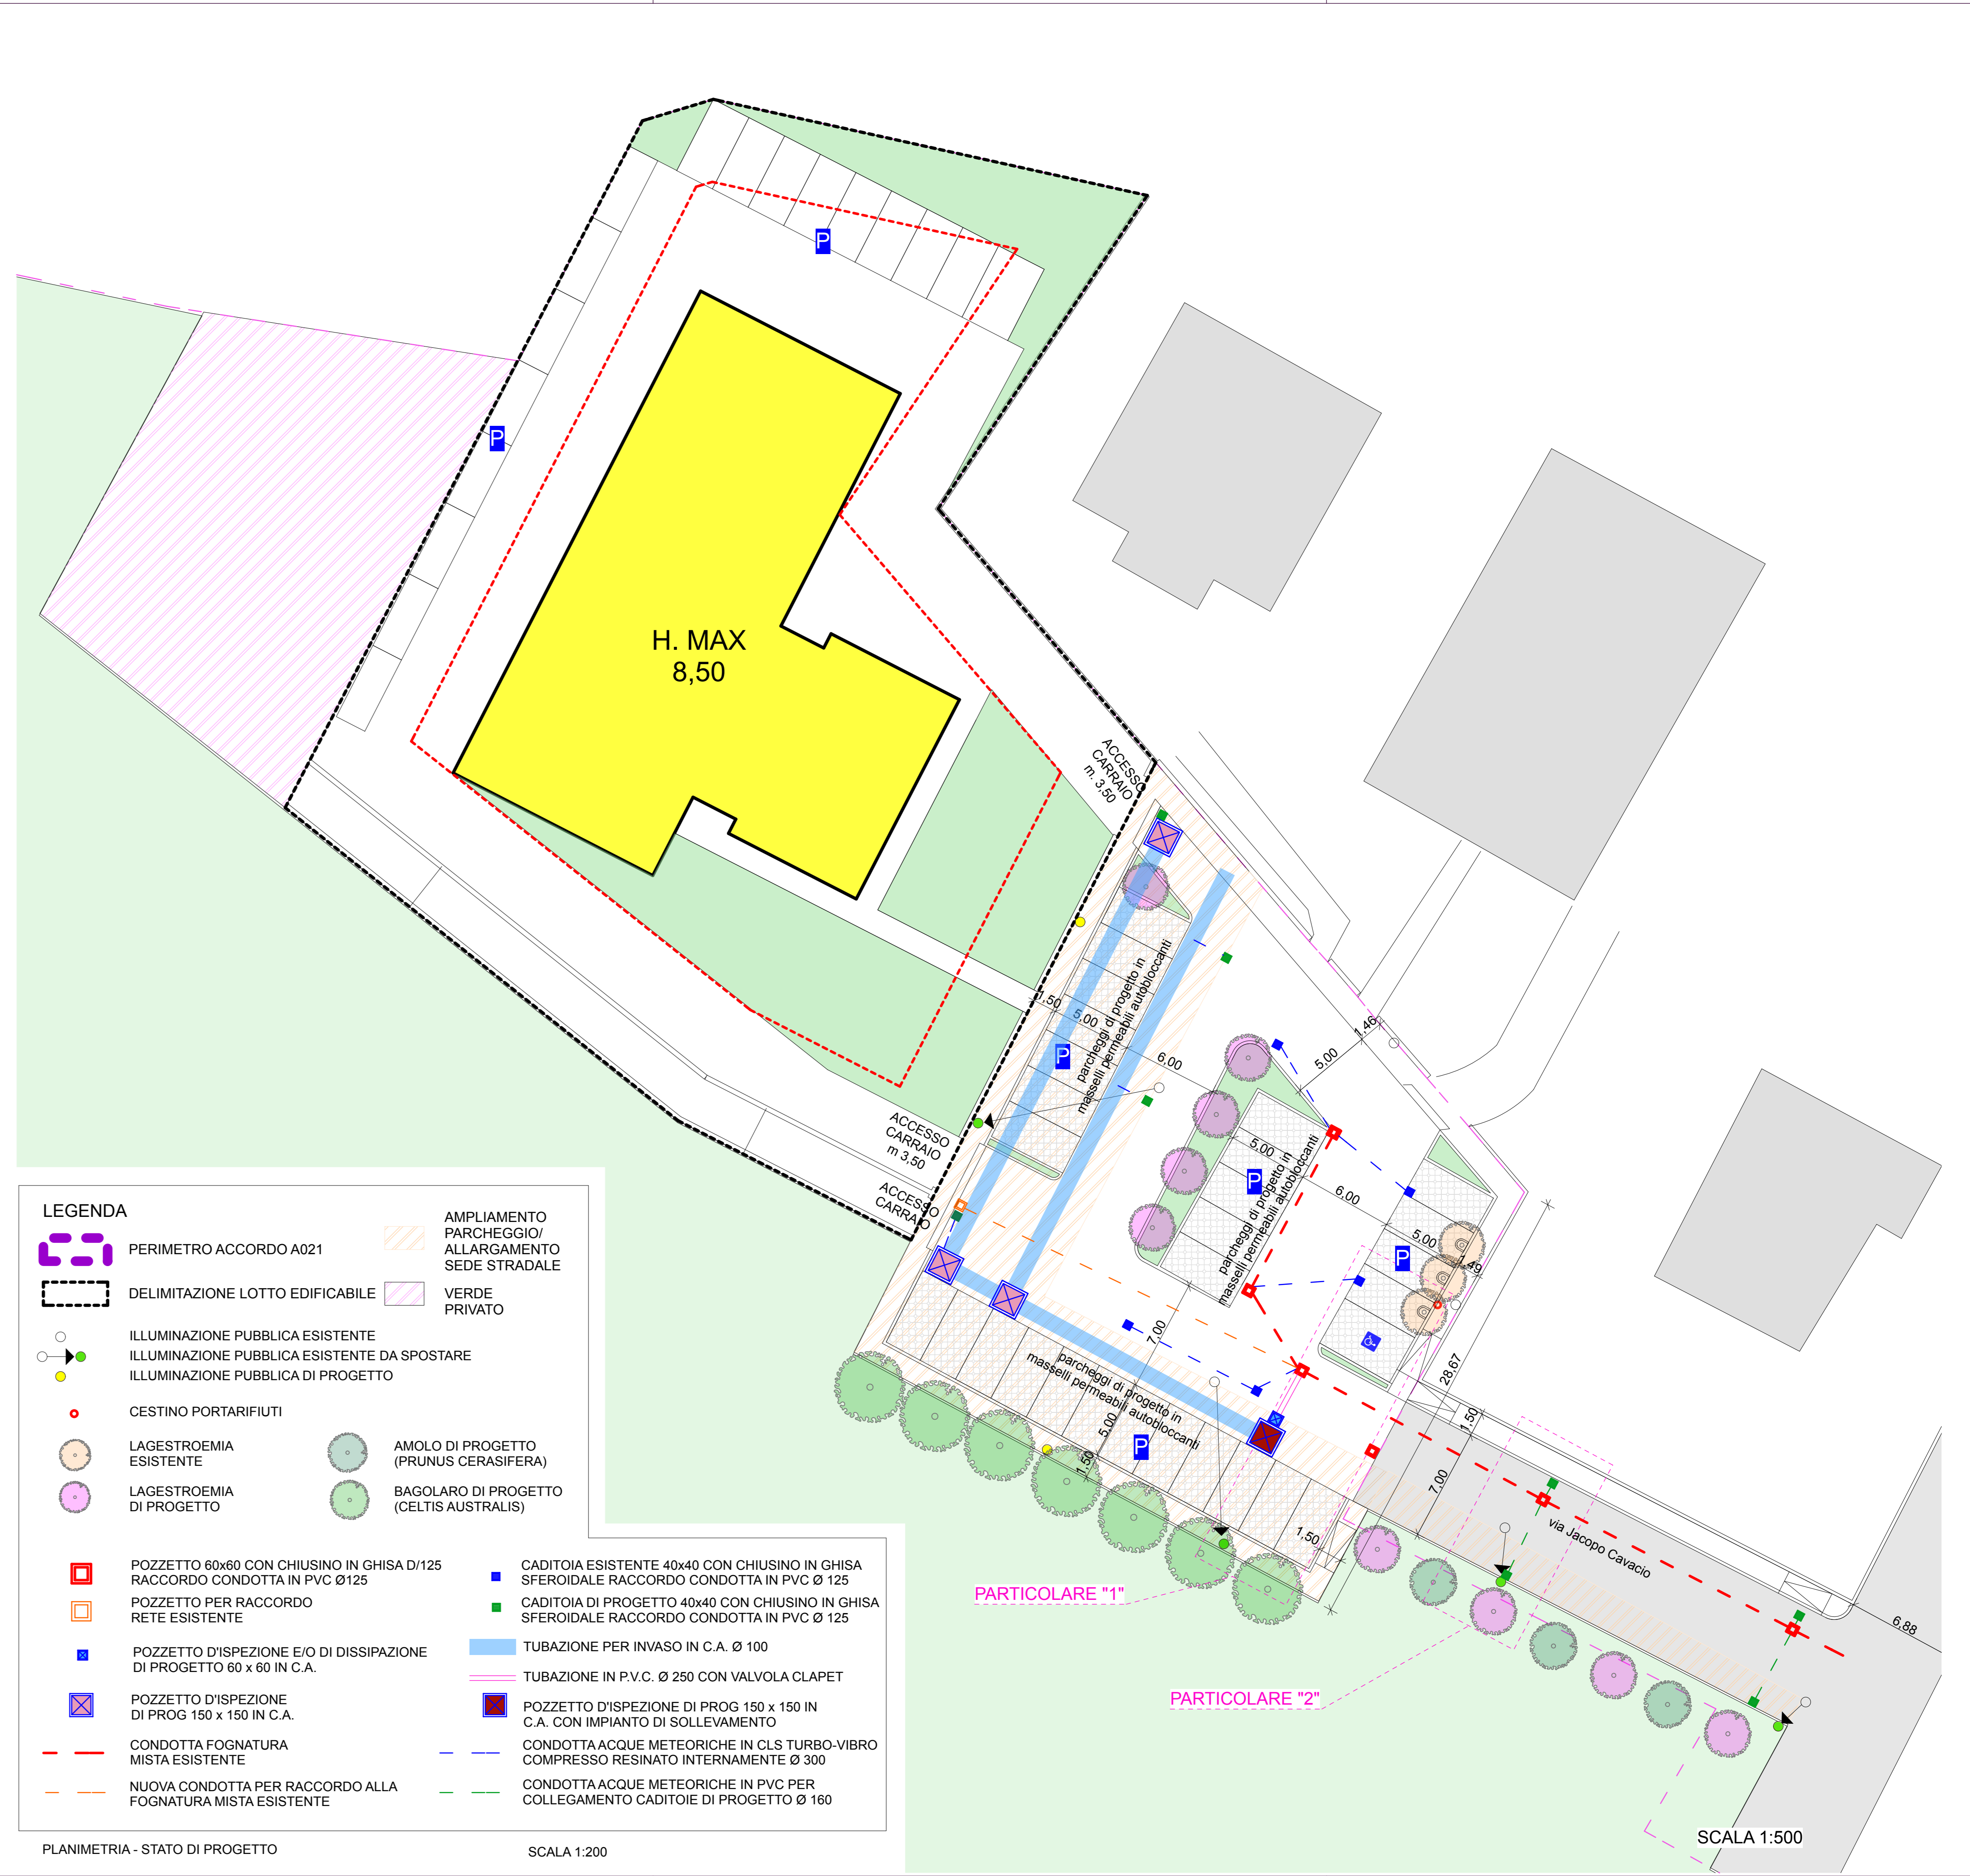 P
P
H. MAX
8,50
ACCESSO
CARRAIO
m. 3,50
1,50
5,00
parcheggi di progetto in
masselli permeabili autobloccanti
P
6,00
5,00
1,46
ACCESSO
CARRAIO
m 3,50
ACCESSO
CARRAIO
5,00
P
parcheggi di progetto in
masselli permeabili autobloccanti
6,00
5,00
P
1,49
7,00
28,67
parcheggi di progetto in
masselli permeabili autobloccanti
5,00
P
1,50
1,50
7,00
1,50
via Jacopo Cavacio
6,88
PARTICOLARE "1"
PARTICOLARE "2"
SCALA 1:500
LEGENDA
PERIMETRO ACCORDO A021
DELIMITAZIONE LOTTO EDIFICABILE
AMPLIAMENTO
PARCHEGGIO/
ALLARGAMENTO
SEDE STRADALE
VERDE
PRIVATO
ILLUMINAZIONE PUBBLICA ESISTENTE
ILLUMINAZIONE PUBBLICA ESISTENTE DA SPOSTARE
ILLUMINAZIONE PUBBLICA DI PROGETTO
CESTINO PORTARIFIUTI
LAGESTROEMIA
ESISTENTE
AMOLO DI PROGETTO
(PRUNUS CERASIFERA)
LAGESTROEMIA
DI PROGETTO
BAGOLARO DI PROGETTO
(CELTIS AUSTRALIS)
POZZETTO 60x60 CON CHIUSINO IN GHISA D/125
RACCORDO CONDOTTA IN PVC Ø125
POZZETTO PER RACCORDO
RETE ESISTENTE
POZZETTO D'ISPEZIONE E/O DI DISSIPAZIONE
DI PROGETTO 60 x 60 IN C.A.
POZZETTO D'ISPEZIONE
DI PROG 150 x 150 IN C.A.
CONDOTTA FOGNATURA
MISTA ESISTENTE
NUOVA CONDOTTA PER RACCORDO ALLA
FOGNATURA MISTA ESISTENTE
CADITOIA ESISTENTE 40x40 CON CHIUSINO IN GHISA
SFEROIDALE RACCORDO CONDOTTA IN PVC Ø 125
CADITOIA DI PROGETTO 40x40 CON CHIUSINO IN GHISA
SFEROIDALE RACCORDO CONDOTTA IN PVC Ø 125
TUBAZIONE PER INVASO IN C.A. Ø 100
TUBAZIONE IN P.V.C. Ø 250 CON VALVOLA CLAPET
POZZETTO D'ISPEZIONE DI PROG 150 x 150 IN
C.A. CON IMPIANTO DI SOLLEVAMENTO
CONDOTTA ACQUE METEORICHE IN CLS TURBO-VIBRO
COMPRESSO RESINATO INTERNAMENTE Ø 300
CONDOTTA ACQUE METEORICHE IN PVC PER
COLLEGAMENTO CADITOIE DI PROGETTO Ø 160
PLANIMETRIA - STATO DI PROGETTO
SCALA 1:200